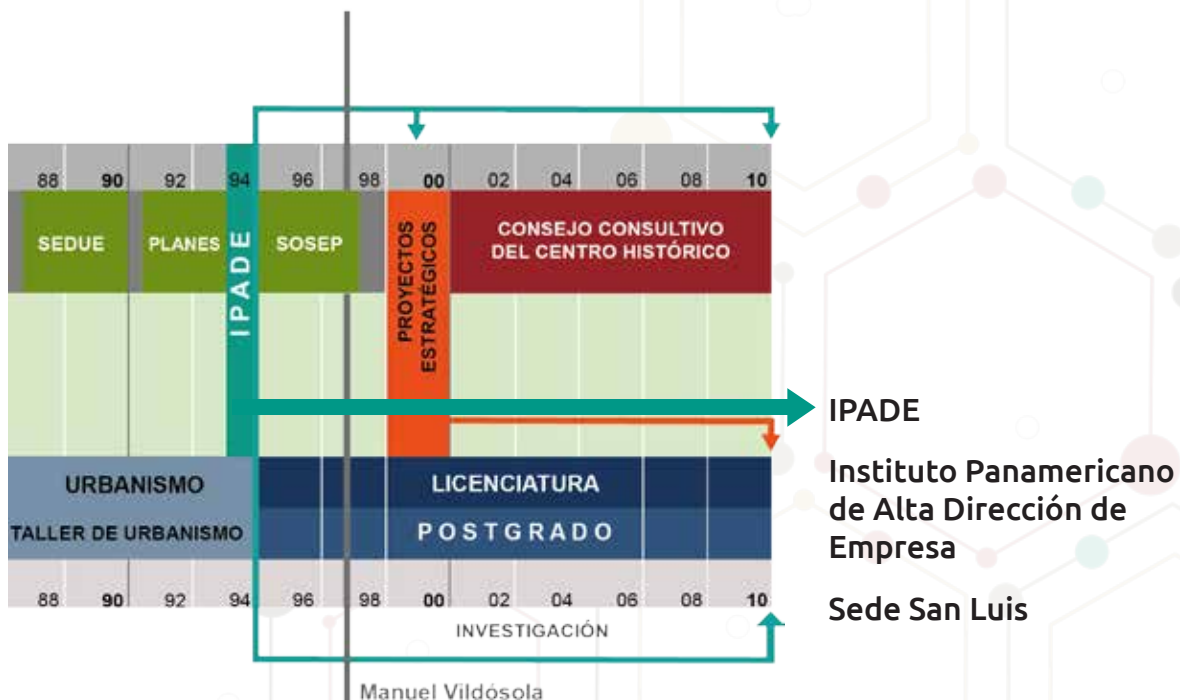 88 90 92 94 96 98 00 02 04 06 08 10
SEDUE
PLANES
IPADE
SOSEP
PROYECTOS
ESTRATÉGICOS
CONSEJO CONSULTIVO
DEL CENTRO HISTÓRICO
IPADE
Instituto Panamericano
de Alta Dirección de
Empresa
Sede San Luis
URBANISMO
TALLER DE URBANISMO
LICENCIATURA
POSTGRADO
88 90 92 94 96 98 00 02 04 06 08 10
INVESTIGACIÓN
Manuel Vildósola